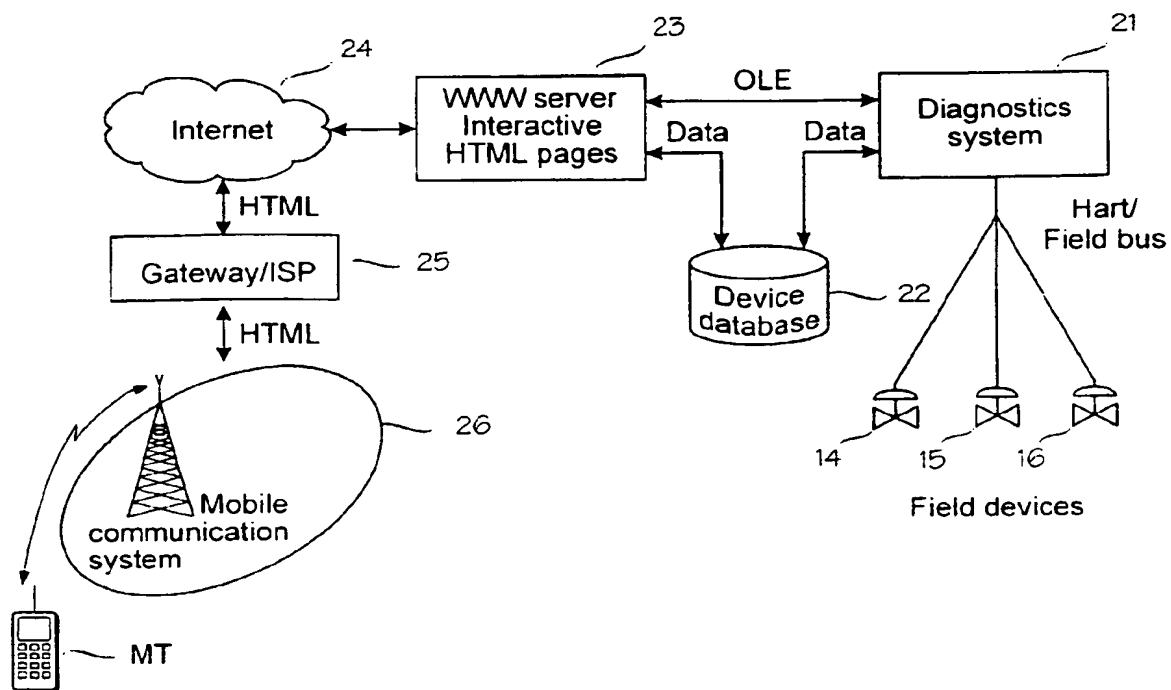 24
23
21
Internet
WWW server
Interactive
HTML pages
OLE
Data
Data
Diagnostics
system
HTML
Hart/
Field bus
Gateway/ISP
25
Device
database
22
HTML
26
14
15
16
Field devices
Mobile
communication
system
MT